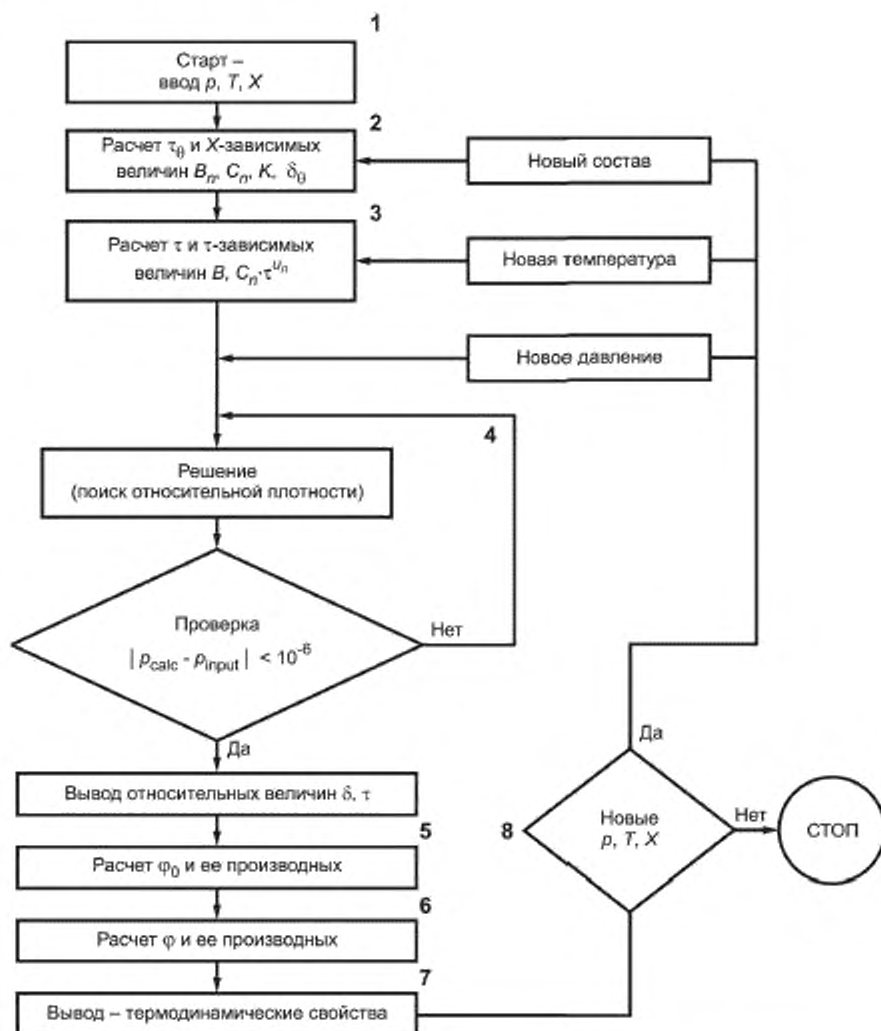 1
Старт –
ввод p, T, X
2
Расчет τθ и X-зависимых
величин Bn, Cn, K, δθ
Новый состав
3
Расчет τ и τ-зависимых
величин B, Cn·τ^un
Новая температура
Новое давление
4
Решение
(поиск относительной плотности)
Проверка
| pcalc - pinput | < 10^-6
Нет
Да
Вывод относительных величин δ, τ
5
Расчет φ0 и ее производных
6
Расчет φ и ее производных
7
Вывод – термодинамические свойства
Да
8
Новые
p, T, X
Нет
СТОП